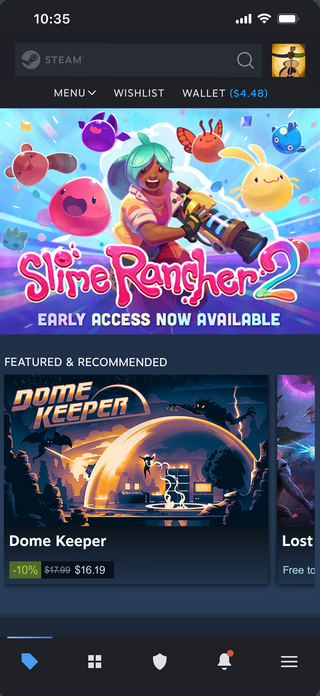 10:35
STEAM
MENU WISHLIST WALLET ($4.48)
Slime Rancher 2
EARLY ACCESS NOW AVAILABLE
FEATURED & RECOMMENDED
DOME
KEEPER
Dome Keeper
Lost
-10% $17.99 $16.19
Free to